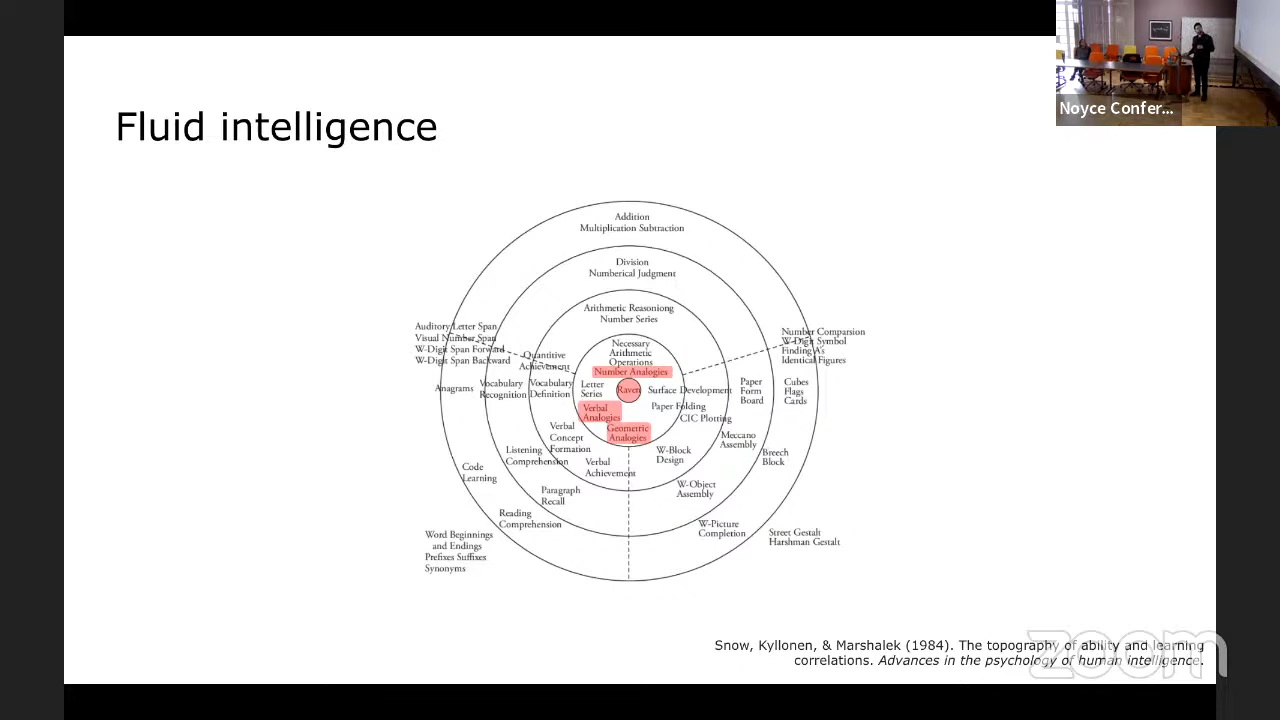 Noyce Confer...
Fluid intelligence
Addition
Multiplication Subtraction
Division
Numberical Judgment
Arithmetic Reasoniong
Number Series
Auditory Letter Span
Visual Number Span
W-Digit Span Forward
W-Digit Span Backward
Number Comparsion
W-Digit Symbol
Finding A's
Identical Figures
Necessary
Arithmetic
Operations
Number Analogies
Quantitive
Achievement
Anagrams
Vocabulary
Recognition
Vocabulary
Definition
Letter
Series
Raven
Surface Development
Paper
Form
Board
Cubes
Flags
Cards
Verbal
Analogies
Paper Folding
CIC Plotting
Geometric
Analogies
Verbal
Concept
Formation
Meccano
Assembly
Listening
Comprehension
W-Block
Design
Breech
Block
Code
Learning
Verbal
Achievement
Paragraph
Recall
W-Object
Assembly
Reading
Comprehension
W-Picture
Completion
Street Gestalt
Harshman Gestalt
Word Beginnings
and Endings
Prefixes Suffixes
Synonyms
Snow, Kyllonen, & Marshalek (1984). The topography of ability and learning
correlations. Advances in the psychology of human intelligence.
zoom